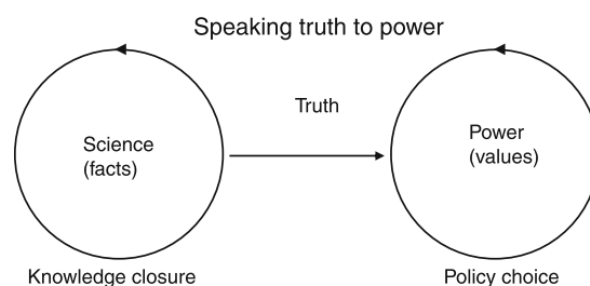 Speaking truth to power
Truth
Science
(facts)
Power
(values)
Knowledge closure
Policy choice